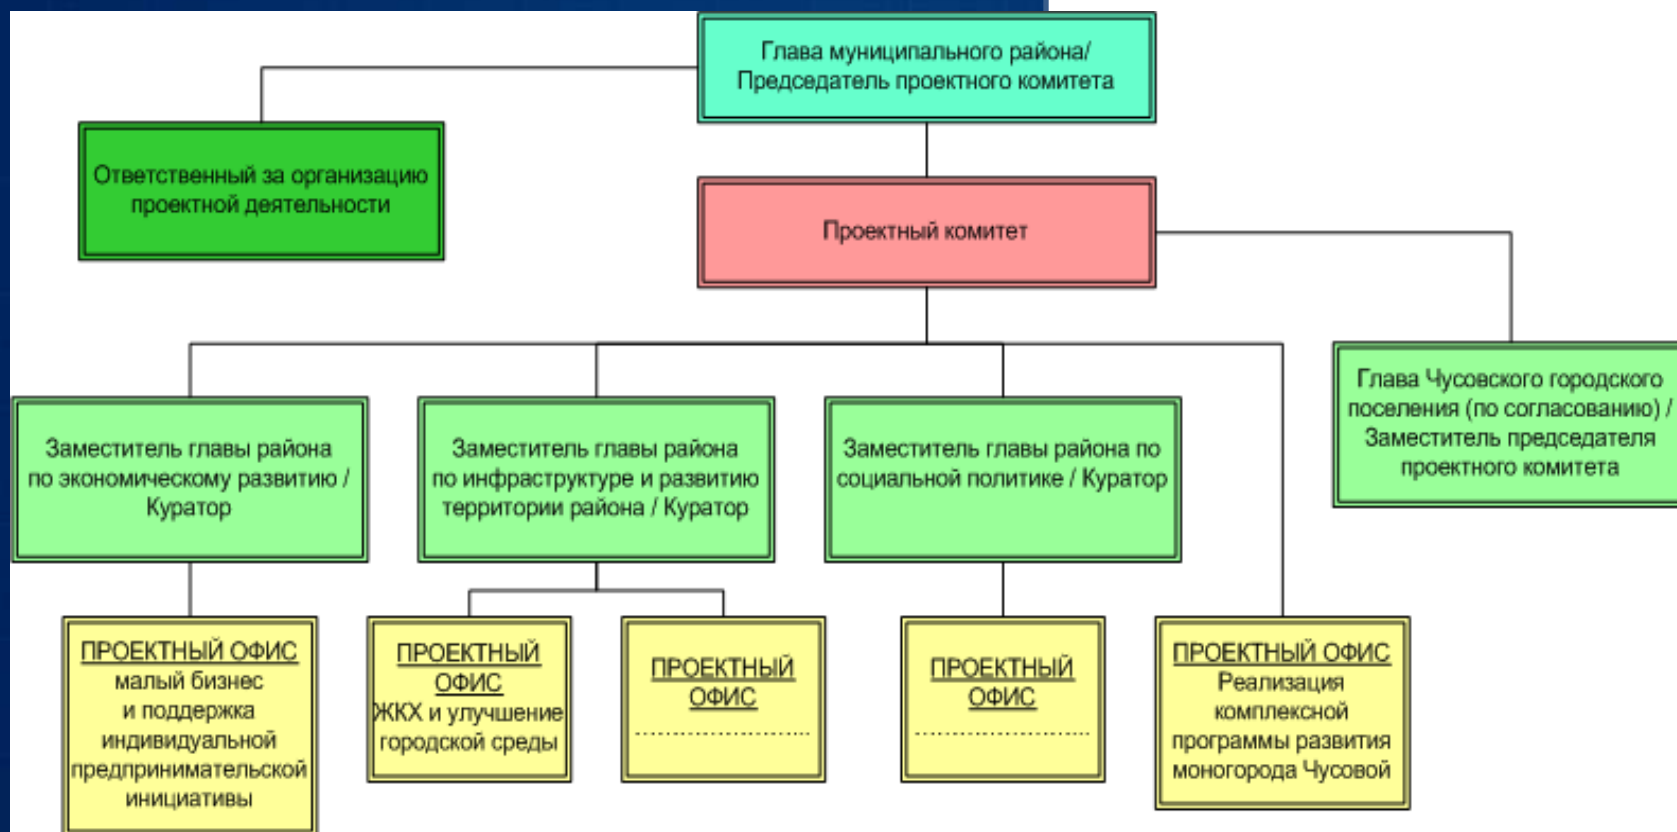 Глава муниципального района/
Председатель проектного комитета
Ответственный за организацию
проектной деятельности
Проектный комитет
Глава Чусовского городского
поселения (по согласованию) /
Заместитель председателя
проектного комитета
Заместитель главы района
по экономическому развитию /
Куратор
Заместитель главы района
по инфраструктуре и развитию
территории района / Куратор
Заместитель главы района по
социальной политике / Куратор
ПРОЕКТНЫЙ ОФИС
малый бизнес
и поддержка
индивидуальной
предпринимательской
инициативы
ПРОЕКТНЫЙ
ОФИС
ЖКХ и улучшение
городской среды
ПРОЕКТНЫЙ
ОФИС
..............................
ПРОЕКТНЫЙ
ОФИС
..............................
ПРОЕКТНЫЙ ОФИС
Реализация
комплексной
программы развития
моногорода Чусовой